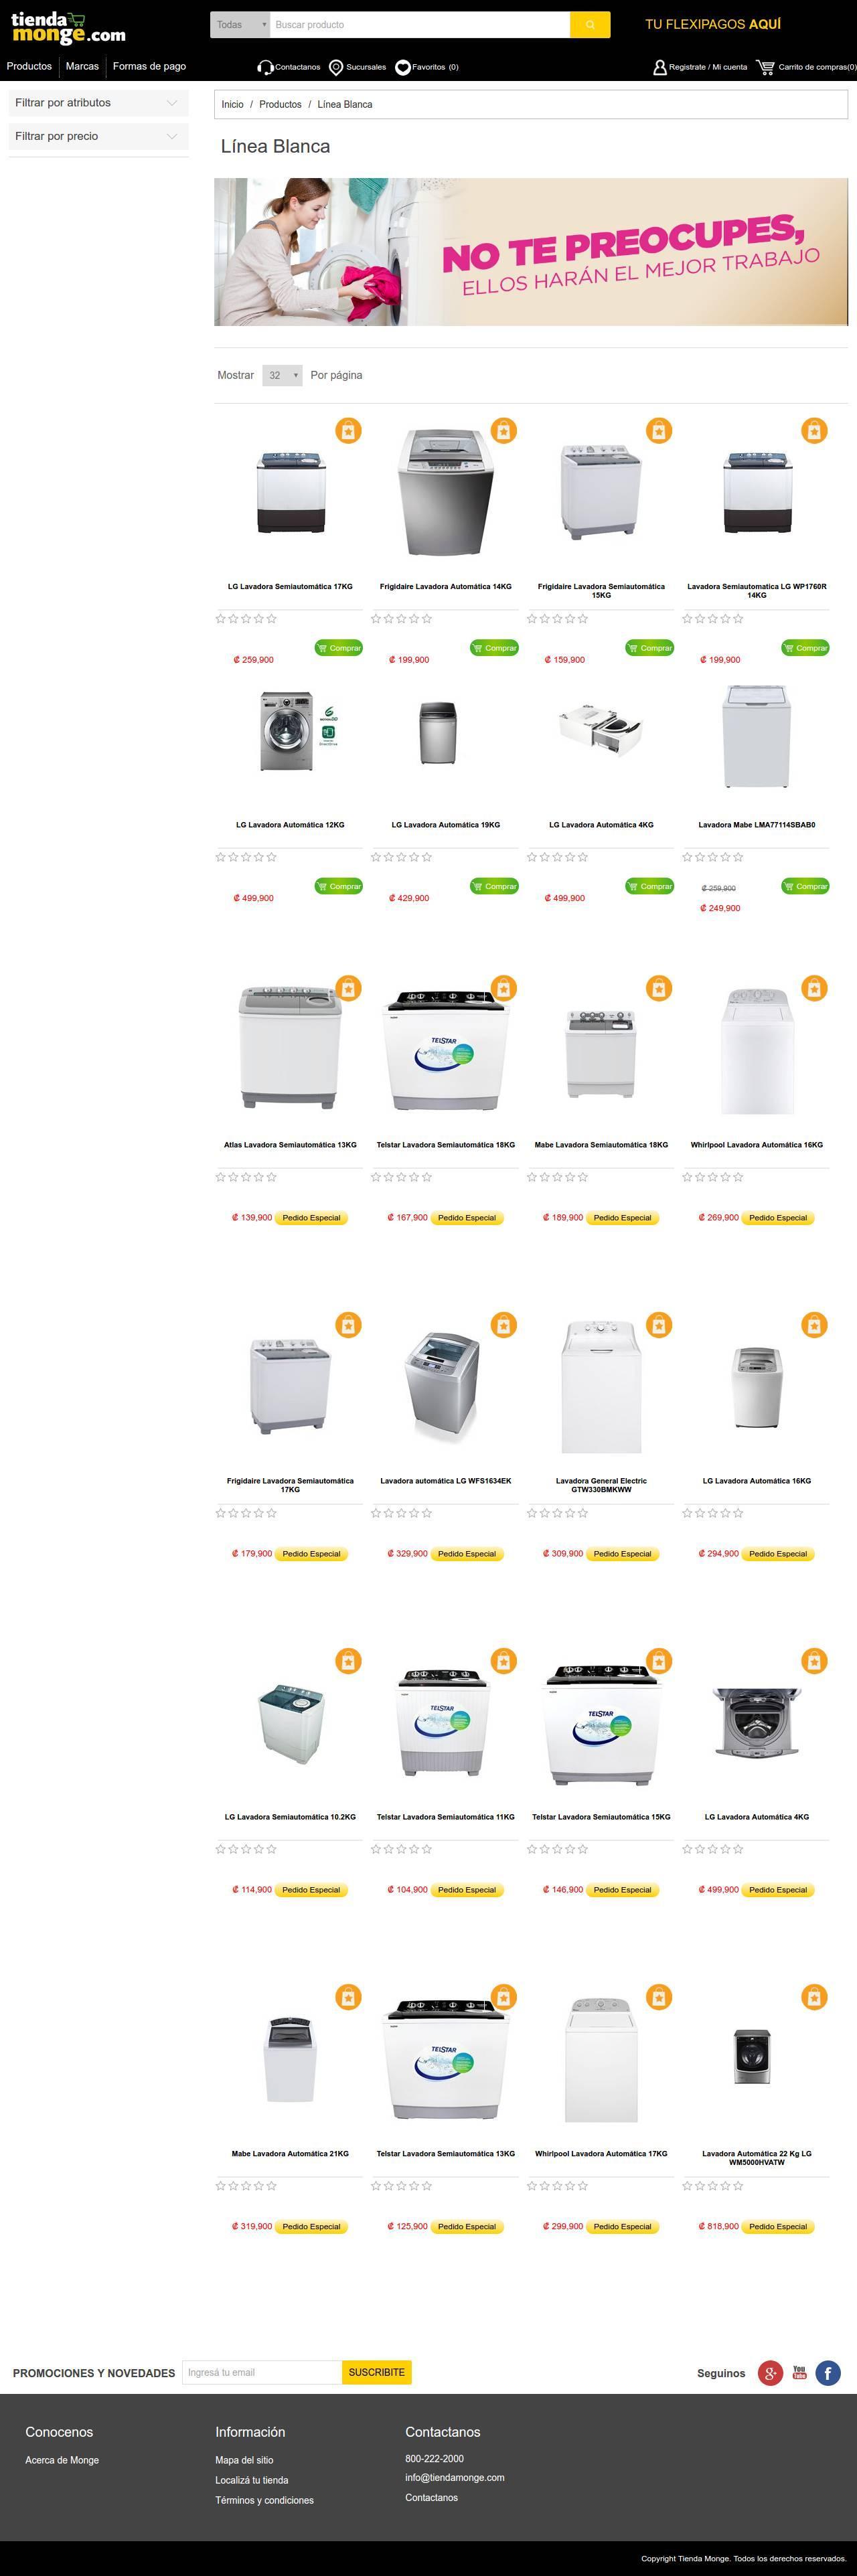 tienda
monge.com
Todas
Buscar producto
TU FLEXIPAGOS AQUÍ
Productos
Marcas
Formas de pago
Contactanos
Sucursales
Favoritos (0)
Registrate / Mi cuenta
Carrito de compras(0)
Filtrar por atributos
Filtrar por precio
Inicio / Productos / Línea Blanca
Línea Blanca
NO TE PREOCUPES,
ELLOS HARÁN EL MEJOR TRABAJO
Mostrar 32 Por página
LG Lavadora Semiautomática 17KG
₡ 259,900
Comprar
Frigidaire Lavadora Automática 14KG
₡ 199,900
Comprar
Frigidaire Lavadora Semiautomática
15KG
₡ 159,900
Comprar
Lavadora Semiautomatica LG WP1760R
14KG
₡ 199,900
Comprar
LG Lavadora Automática 12KG
₡ 499,900
Comprar
LG Lavadora Automática 19KG
₡ 429,900
Comprar
LG Lavadora Automática 4KG
₡ 499,900
Comprar
Lavadora Mabe LMA77114SBAB0
₡ 259,900
₡ 249,900
Comprar
Atlas Lavadora Semiautomática 13KG
₡ 139,900
Pedido Especial
TELSTAR
Telstar Lavadora Semiautomática 18KG
₡ 167,900
Pedido Especial
Mabe Lavadora Semiautomática 18KG
₡ 189,900
Pedido Especial
Whirlpool Lavadora Automática 16KG
₡ 269,900
Pedido Especial
Frigidaire Lavadora Semiautomática
17KG
₡ 179,900
Pedido Especial
Lavadora automática LG WFS1634EK
₡ 329,900
Pedido Especial
Lavadora General Electric
GTW330BMKWW
₡ 309,900
Pedido Especial
LG Lavadora Automática 16KG
₡ 294,900
Pedido Especial
LG Lavadora Semiautomática 10.2KG
₡ 114,900
Pedido Especial
TELSTAR
Telstar Lavadora Semiautomática 11KG
₡ 104,900
Pedido Especial
TELSTAR
Telstar Lavadora Semiautomática 15KG
₡ 146,900
Pedido Especial
LG Lavadora Automática 4KG
₡ 499,900
Pedido Especial
Mabe Lavadora Automática 21KG
₡ 319,900
Pedido Especial
TELSTAR
Telstar Lavadora Semiautomática 13KG
₡ 125,900
Pedido Especial
Whirlpool Lavadora Automática 17KG
₡ 299,900
Pedido Especial
Lavadora Automática 22 Kg LG
WM5000HVATW
₡ 818,900
Pedido Especial
PROMOCIONES Y NOVEDADES
Ingresá tu email
SUSCRIBITE
Seguinos
You
Tube
Conocenos
Acerca de Monge
Información
Mapa del sitio
Localizá tu tienda
Términos y condiciones
Contactanos
800-222-2000
info@tiendamonge.com
Contactanos
Copyright Tienda Monge. Todos los derechos reservados.